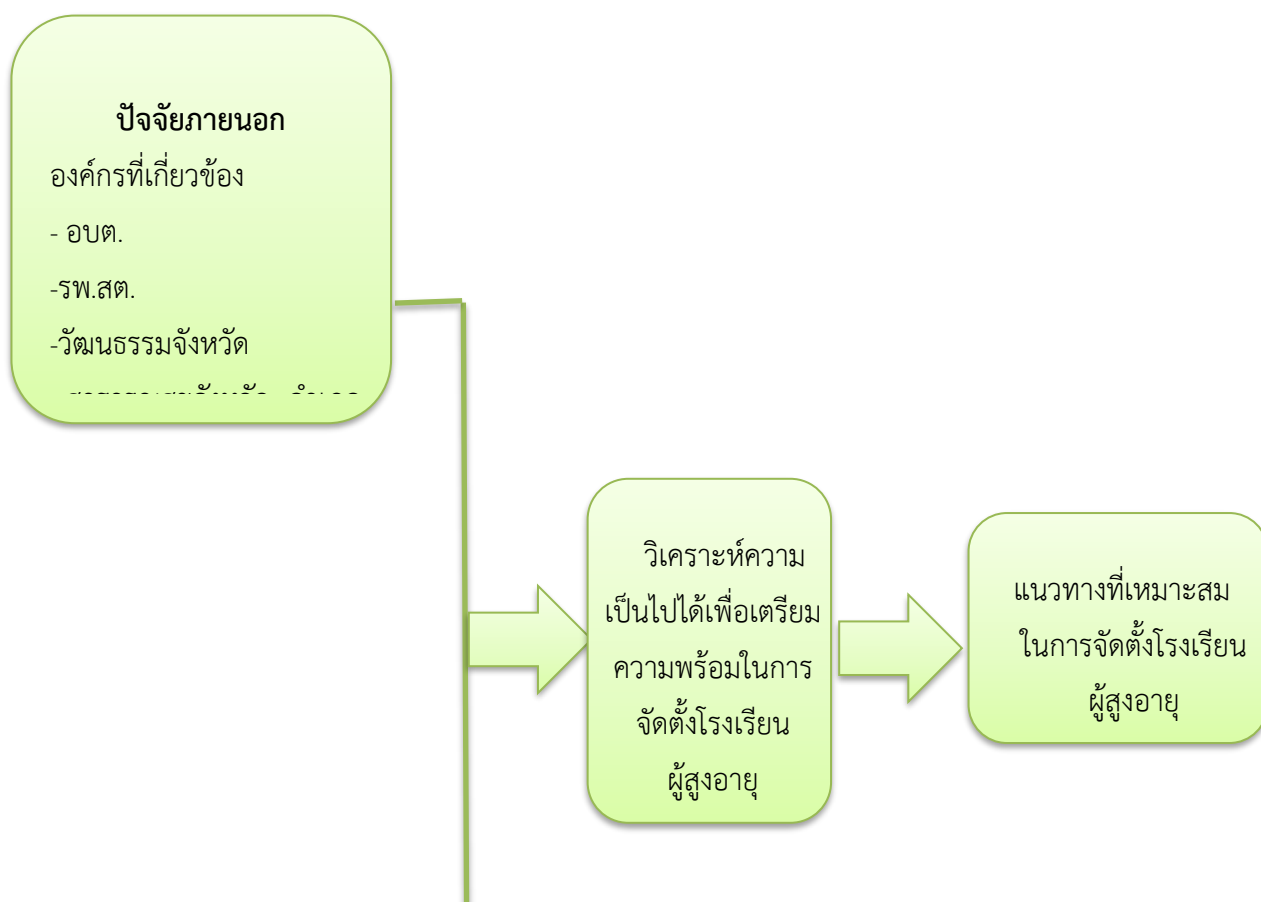 ปัจจัยภายนอก
องค์กรที่เกี่ยวข้อง
- อบต.
-รพ.สต.
-วัฒนธรรมจังหวัด
วิเคราะห์ความ
เป็นไปได้เพื่อเตรียม
ความพร้อมในการ
จัดตั้งโรงเรียน
ผู้สูงอายุ
แนวทางที่เหมาะสม
ในการจัดตั้งโรงเรียน
ผู้สูงอายุ